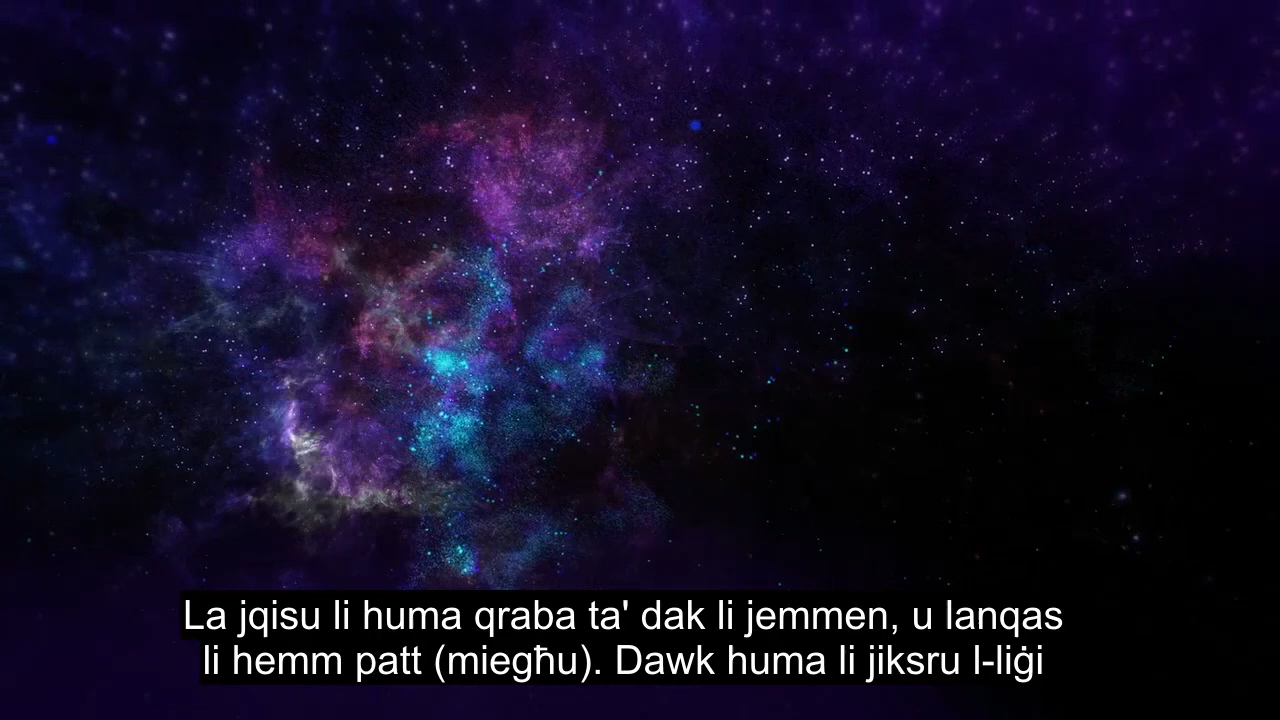 La jqisu li huma qraba ta' dak li jemmen, u lanqas
li hemm patt (miegħu). Dawk huma li jiksru l-liġi